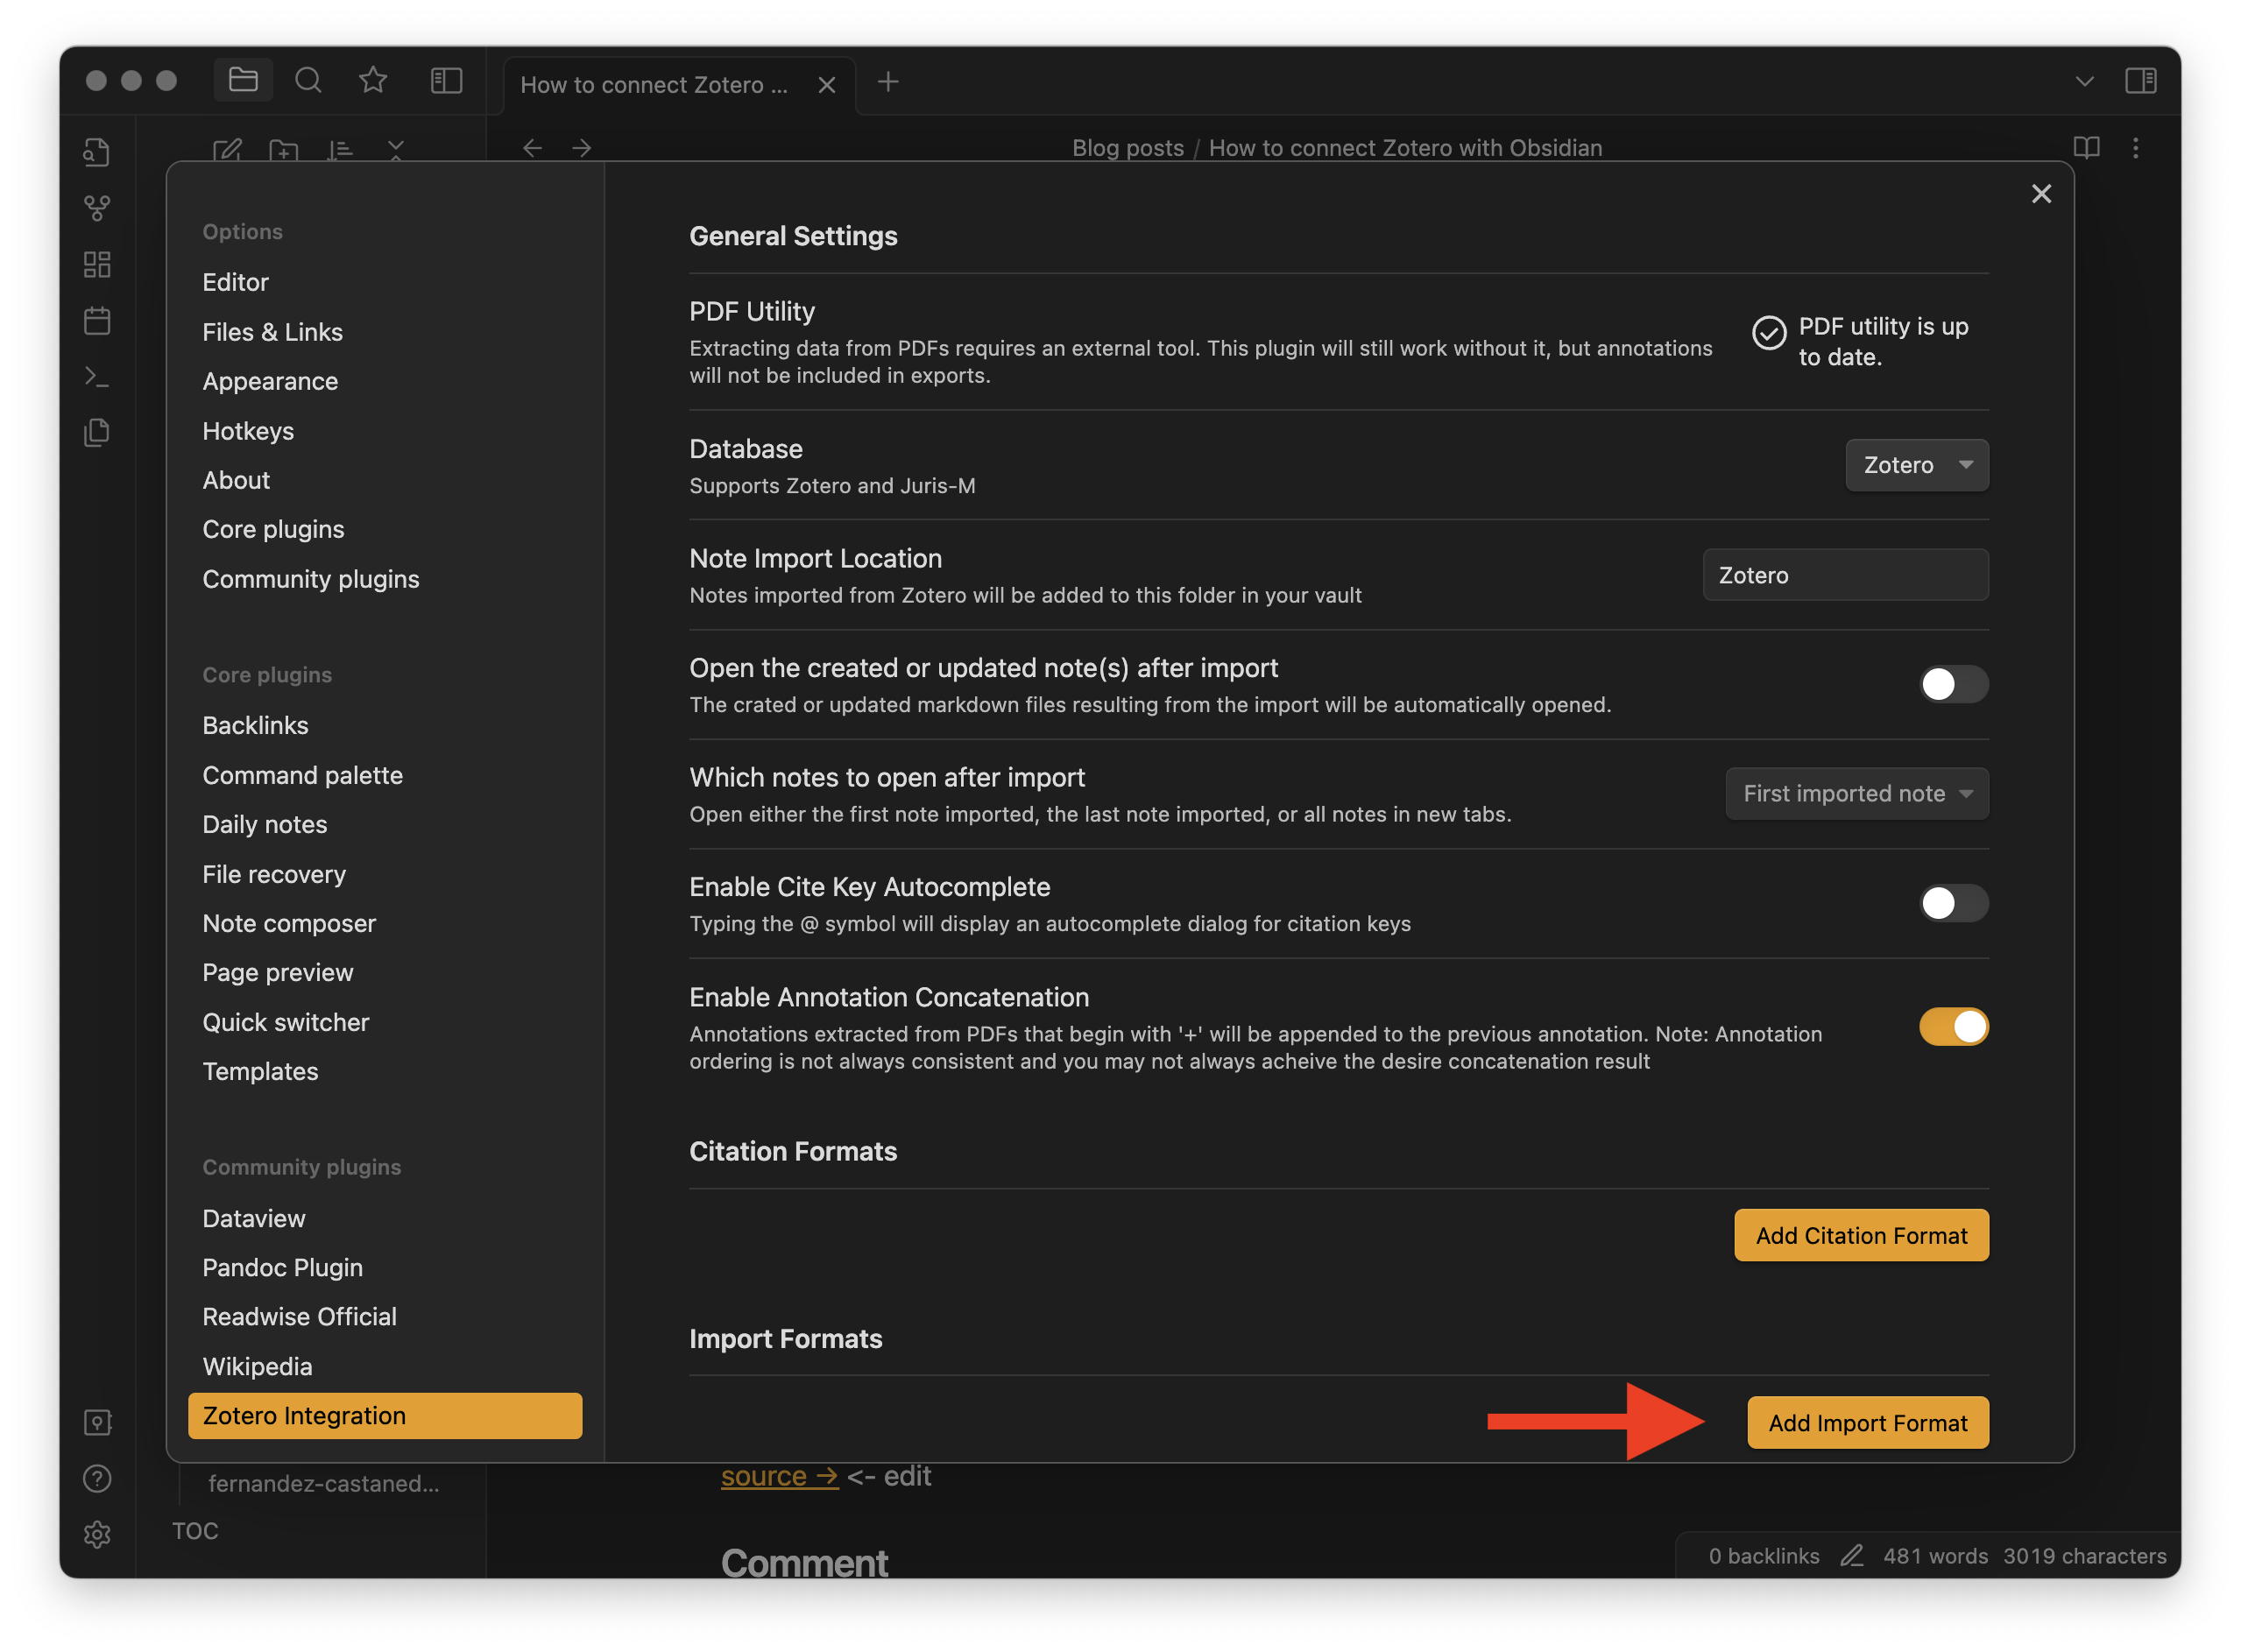 How to connect Zotero ...
Blog posts / How to connect Zotero with Obsidian
Options
Editor
Files & Links
Appearance
Hotkeys
About
Core plugins
Community plugins
Core plugins
Backlinks
Command palette
Daily notes
File recovery
Note composer
Page preview
Quick switcher
Templates
Community plugins
Dataview
Pandoc Plugin
Readwise Official
Wikipedia
Zotero Integration
General Settings
PDF Utility
Extracting data from PDFs requires an external tool. This plugin will still work without it, but annotations
will not be included in exports.
PDF utility is up
to date.
Database
Supports Zotero and Juris-M
Zotero
Note Import Location
Notes imported from Zotero will be added to this folder in your vault
Zotero
Open the created or updated note(s) after import
The crated or updated markdown files resulting from the import will be automatically opened.
Which notes to open after import
Open either the first note imported, the last note imported, or all notes in new tabs.
First imported note
Enable Cite Key Autocomplete
Typing the @ symbol will display an autocomplete dialog for citation keys
Enable Annotation Concatenation
Annotations extracted from PDFs that begin with '+' will be appended to the previous annotation. Note: Annotation
ordering is not always consistent and you may not always acheive the desire concatenation result
Citation Formats
Add Citation Format
Import Formats
Add Import Format
fernandez-castaned...
TOC
source → <- edit
Comment
0 backlinks 481 words 3019 characters